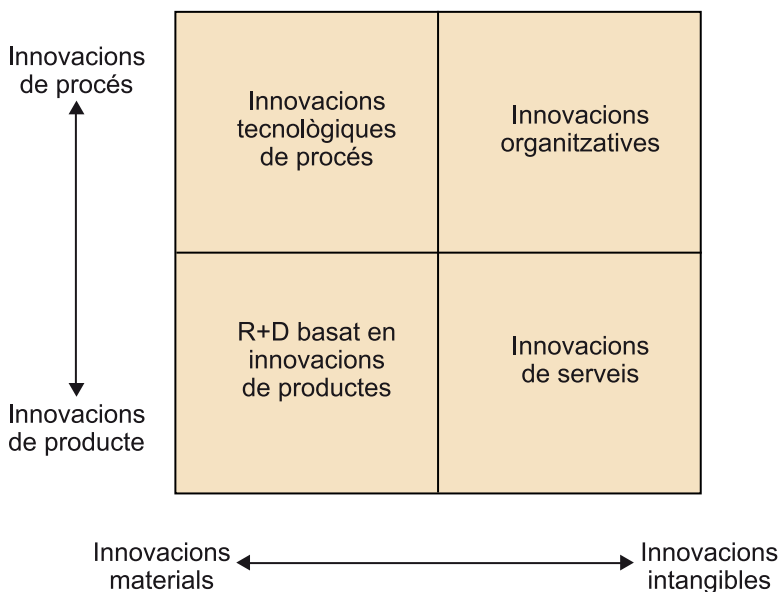 Innovacions
de procés
Innovacions
tecnològiques
de procés
Innovacions
organitzatives
R+D basat en
innovacions
de productes
Innovacions
de serveis
Innovacions
de producte
Innovacions
materials
Innovacions
intangibles